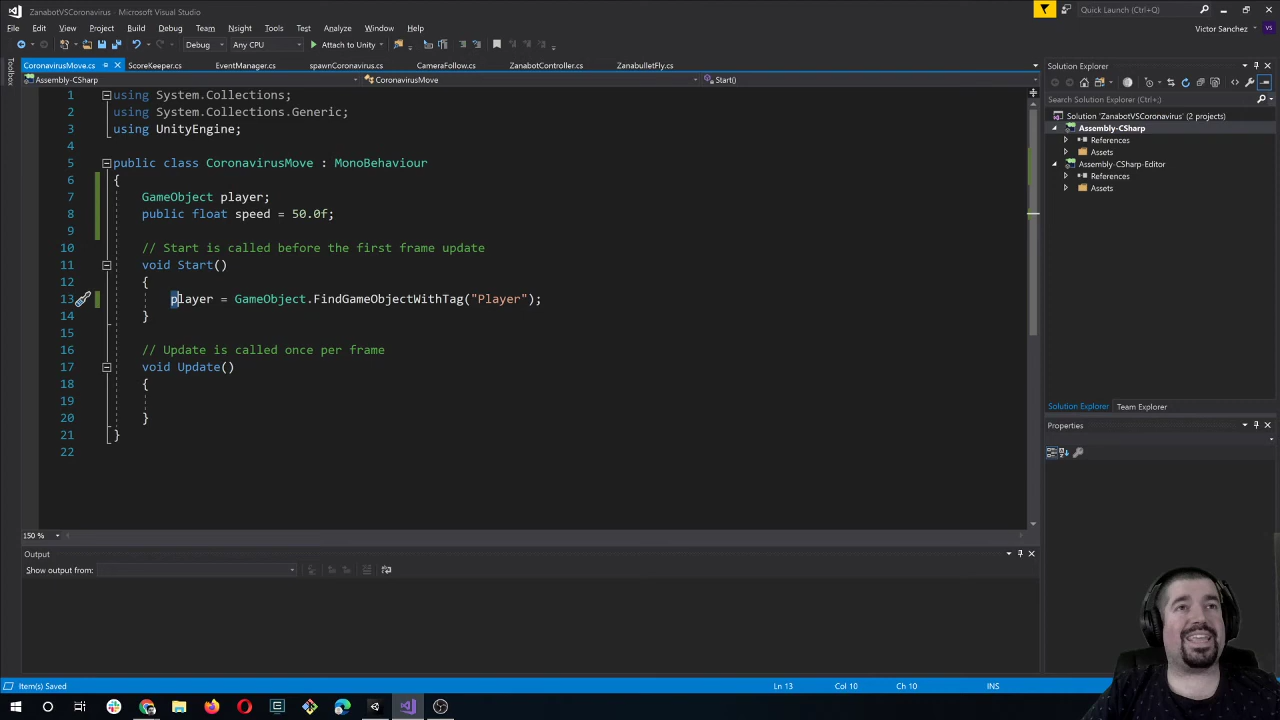 ZanabotVSCoronavirus - Microsoft Visual Studio
Quick Launch (Ctrl+Q)
File Edit View Project Build Debug Team Nsight Tools Test Analyze Window Help
Victor Sanchez VS
Debug Any CPU Attach to Unity
Toolbox
CoronavirusMove.cs ScoreKeeper.cs EventManager.cs spawnCoronavirus.cs CameraFollow.cs ZanabotController.cs ZanabulletFly.cs
Assembly-CSharp CoronavirusMove Start()
1 using System.Collections;
2 using System.Collections.Generic;
3 using UnityEngine;
4
5 public class CoronavirusMove : MonoBehaviour
6 {
7 GameObject player;
8 public float speed = 50.0f;
9
10 // Start is called before the first frame update
11 void Start()
12 {
13 player = GameObject.FindGameObjectWithTag("Player");
14 }
15
16 // Update is called once per frame
17 void Update()
18 {
19
20 }
21 }
22
150 %
Output
Show output from:
Solution Explorer
Search Solution Explorer (Ctrl+;)
Solution 'ZanabotVSCoronavirus' (2 projects)
Assembly-CSharp
References
Assets
Assembly-CSharp-Editor
References
Assets
Solution Explorer Team Explorer
Properties
Item(s) Saved Ln 13 Col 10 Ch 10 INS